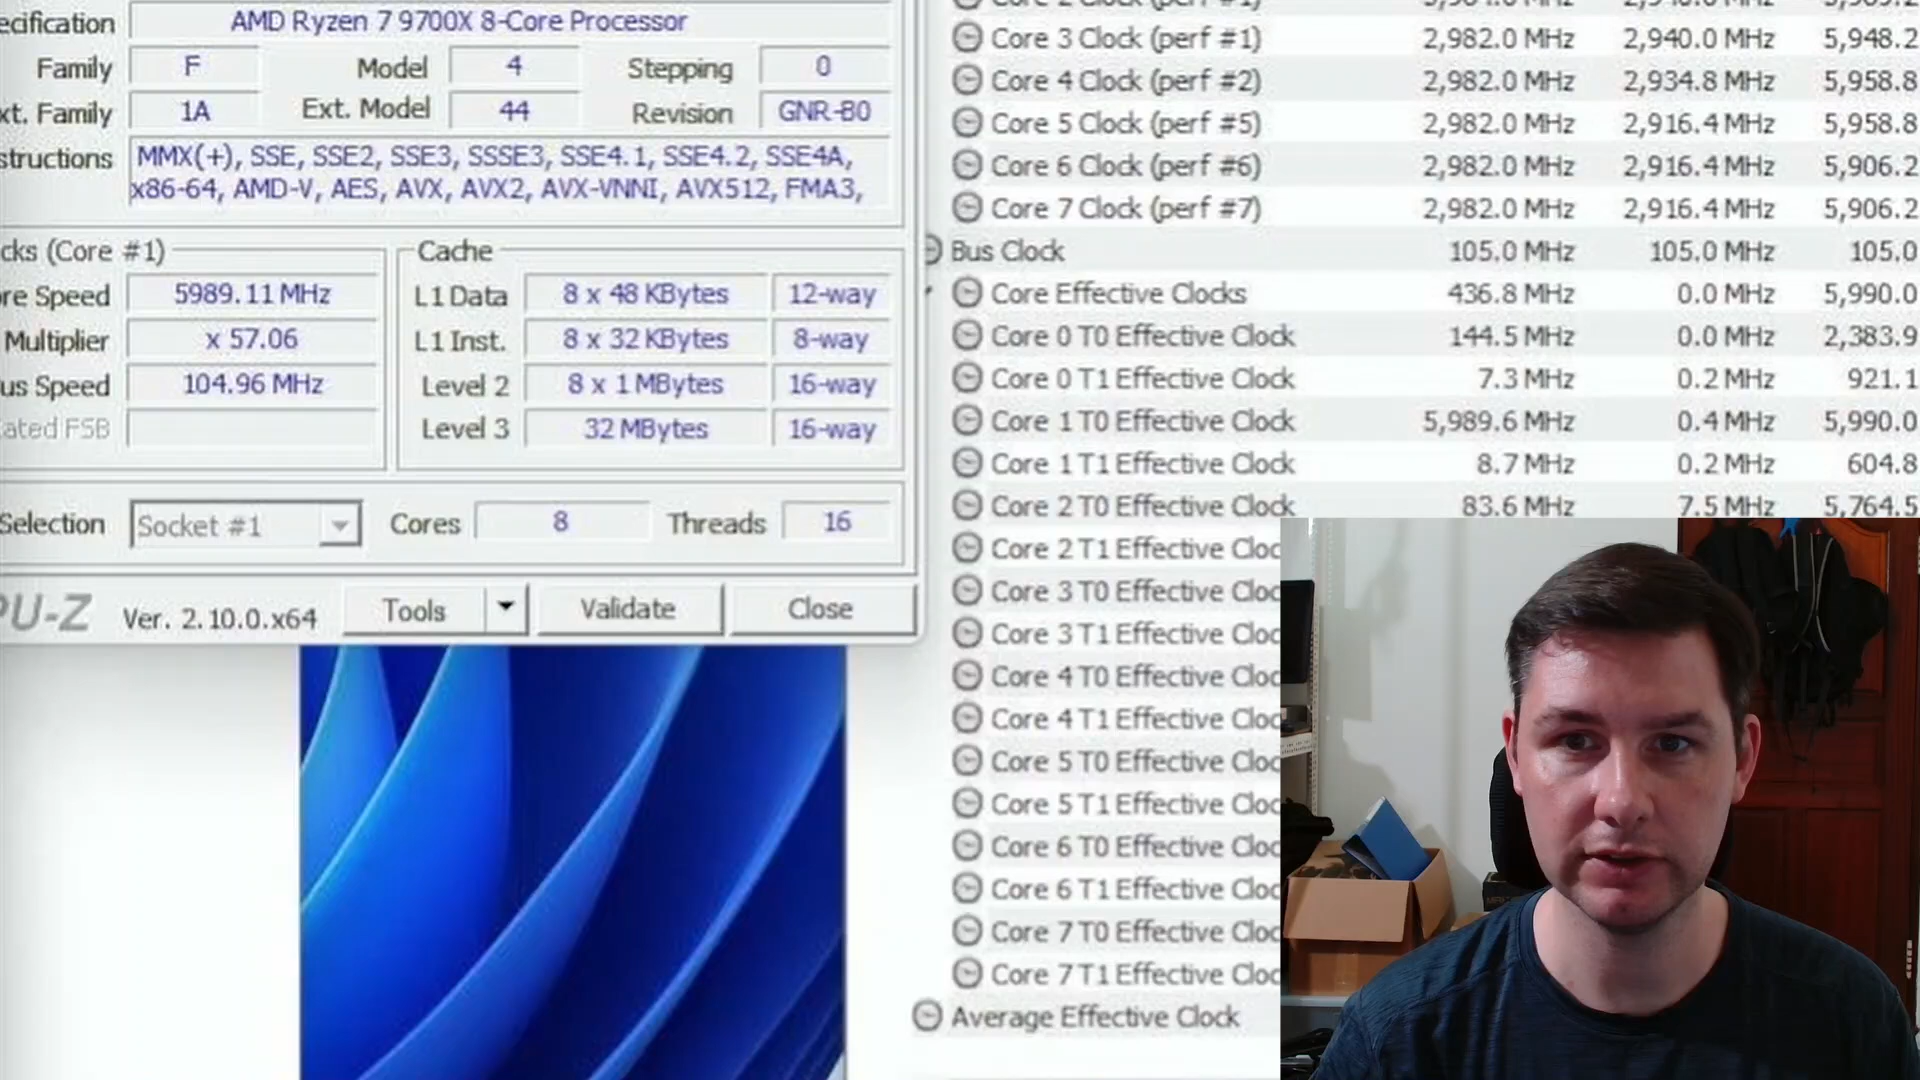 ecification AMD Ryzen 7 9700X 8-Core Processor
Family F Model 4 Stepping 0
xt. Family 1A Ext. Model 44 Revision GNR-B0
structions MMX(+), SSE, SSE2, SSE3, SSSE3, SSE4.1, SSE4.2, SSE4A,
x86-64, AMD-V, AES, AVX, AVX2, AVX-VNNI, AVX512, FMA3,
cks (Core #1)
re Speed 5989.11 MHz
Multiplier x 57.06
us Speed 104.96 MHz
ated FSB
Cache
L1 Data 8 x 48 KBytes 12-way
L1 Inst. 8 x 32 KBytes 8-way
Level 2 8 x 1 MBytes 16-way
Level 3 32 MBytes 16-way
Selection Socket #1 Cores 8 Threads 16
PU-Z Ver. 2.10.0.x64 Tools Validate Close
Core 3 Clock (perf #1) 2,982.0 MHz 2,940.0 MHz 5,948.2
Core 4 Clock (perf #2) 2,982.0 MHz 2,934.8 MHz 5,958.8
Core 5 Clock (perf #5) 2,982.0 MHz 2,916.4 MHz 5,958.8
Core 6 Clock (perf #6) 2,982.0 MHz 2,916.4 MHz 5,906.2
Core 7 Clock (perf #7) 2,982.0 MHz 2,916.4 MHz 5,906.2
Bus Clock 105.0 MHz 105.0 MHz 105.0
Core Effective Clocks 436.8 MHz 0.0 MHz 5,990.0
Core 0 T0 Effective Clock 144.5 MHz 0.0 MHz 2,383.9
Core 0 T1 Effective Clock 7.3 MHz 0.2 MHz 921.1
Core 1 T0 Effective Clock 5,989.6 MHz 0.4 MHz 5,990.0
Core 1 T1 Effective Clock 8.7 MHz 0.2 MHz 604.8
Core 2 T0 Effective Clock 83.6 MHz 7.5 MHz 5,764.5
Core 2 T1 Effective Cloc
Core 3 T0 Effective Cloc
Core 3 T1 Effective Cloc
Core 4 T0 Effective Cloc
Core 4 T1 Effective Cloc
Core 5 T0 Effective Cloc
Core 5 T1 Effective Cloc
Core 6 T0 Effective Cloc
Core 6 T1 Effective Cloc
Core 7 T0 Effective Cloc
Core 7 T1 Effective Cloc
Average Effective Clock